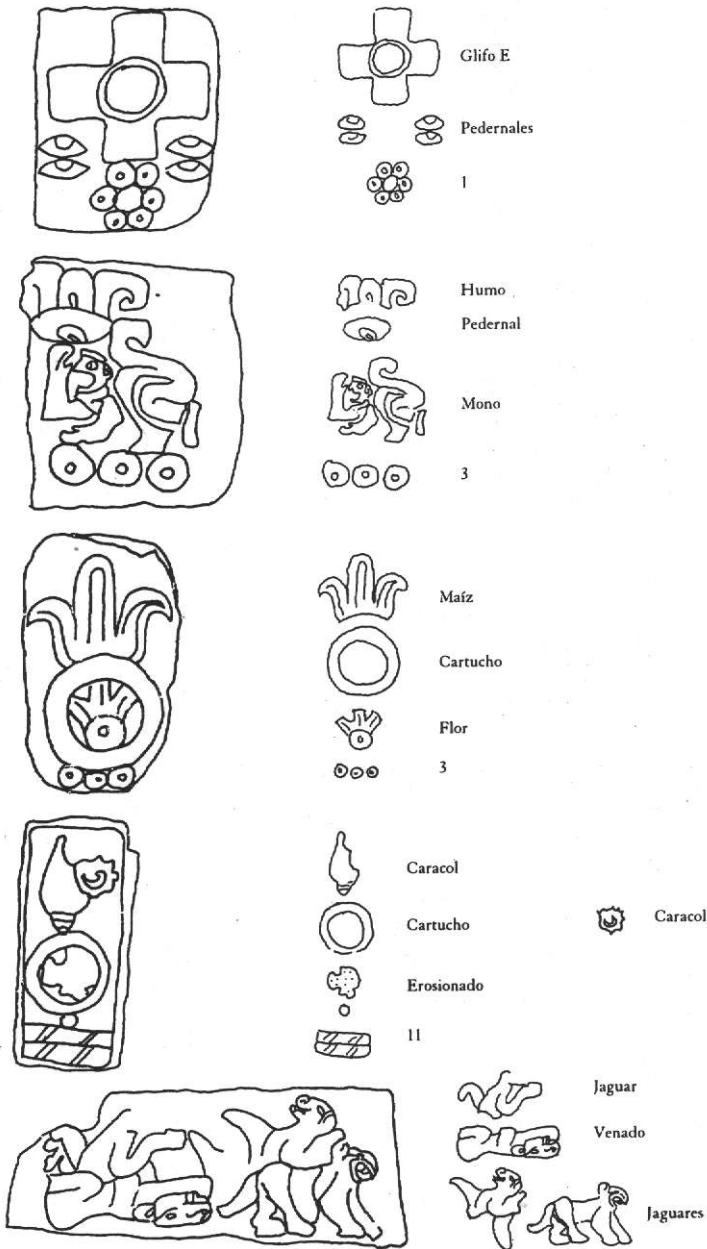 Glifo E
Pedernales
1
Humo
Pedernal
Mono
3
Maíz
Cartucho
Flor
3
Caracol
Cartucho
Caracol
Erosionado
11
Jaguar
Venado
Jaguares